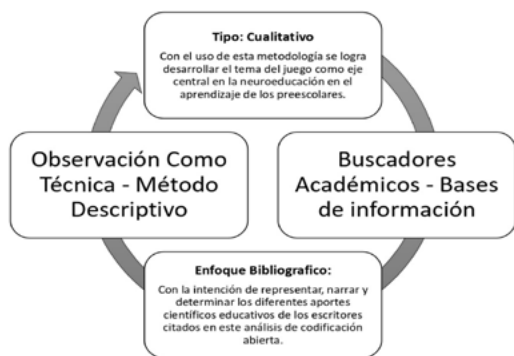 Tipo: Cualitativo
Con el uso de esta metodología se logra
desarrollar el tema del juego como eje
central en la neuroeducación en el
aprendizaje de los preescolares.
Observación Como
Técnica - Método
Descriptivo
Buscadores
Académicos - Bases
de información
Enfoque Bibliografico:
Con la intención de representar, narrar y
determinar los diferentes aportes
científicos educativos de los escritores
citados en este análisis de codificación
abierta.